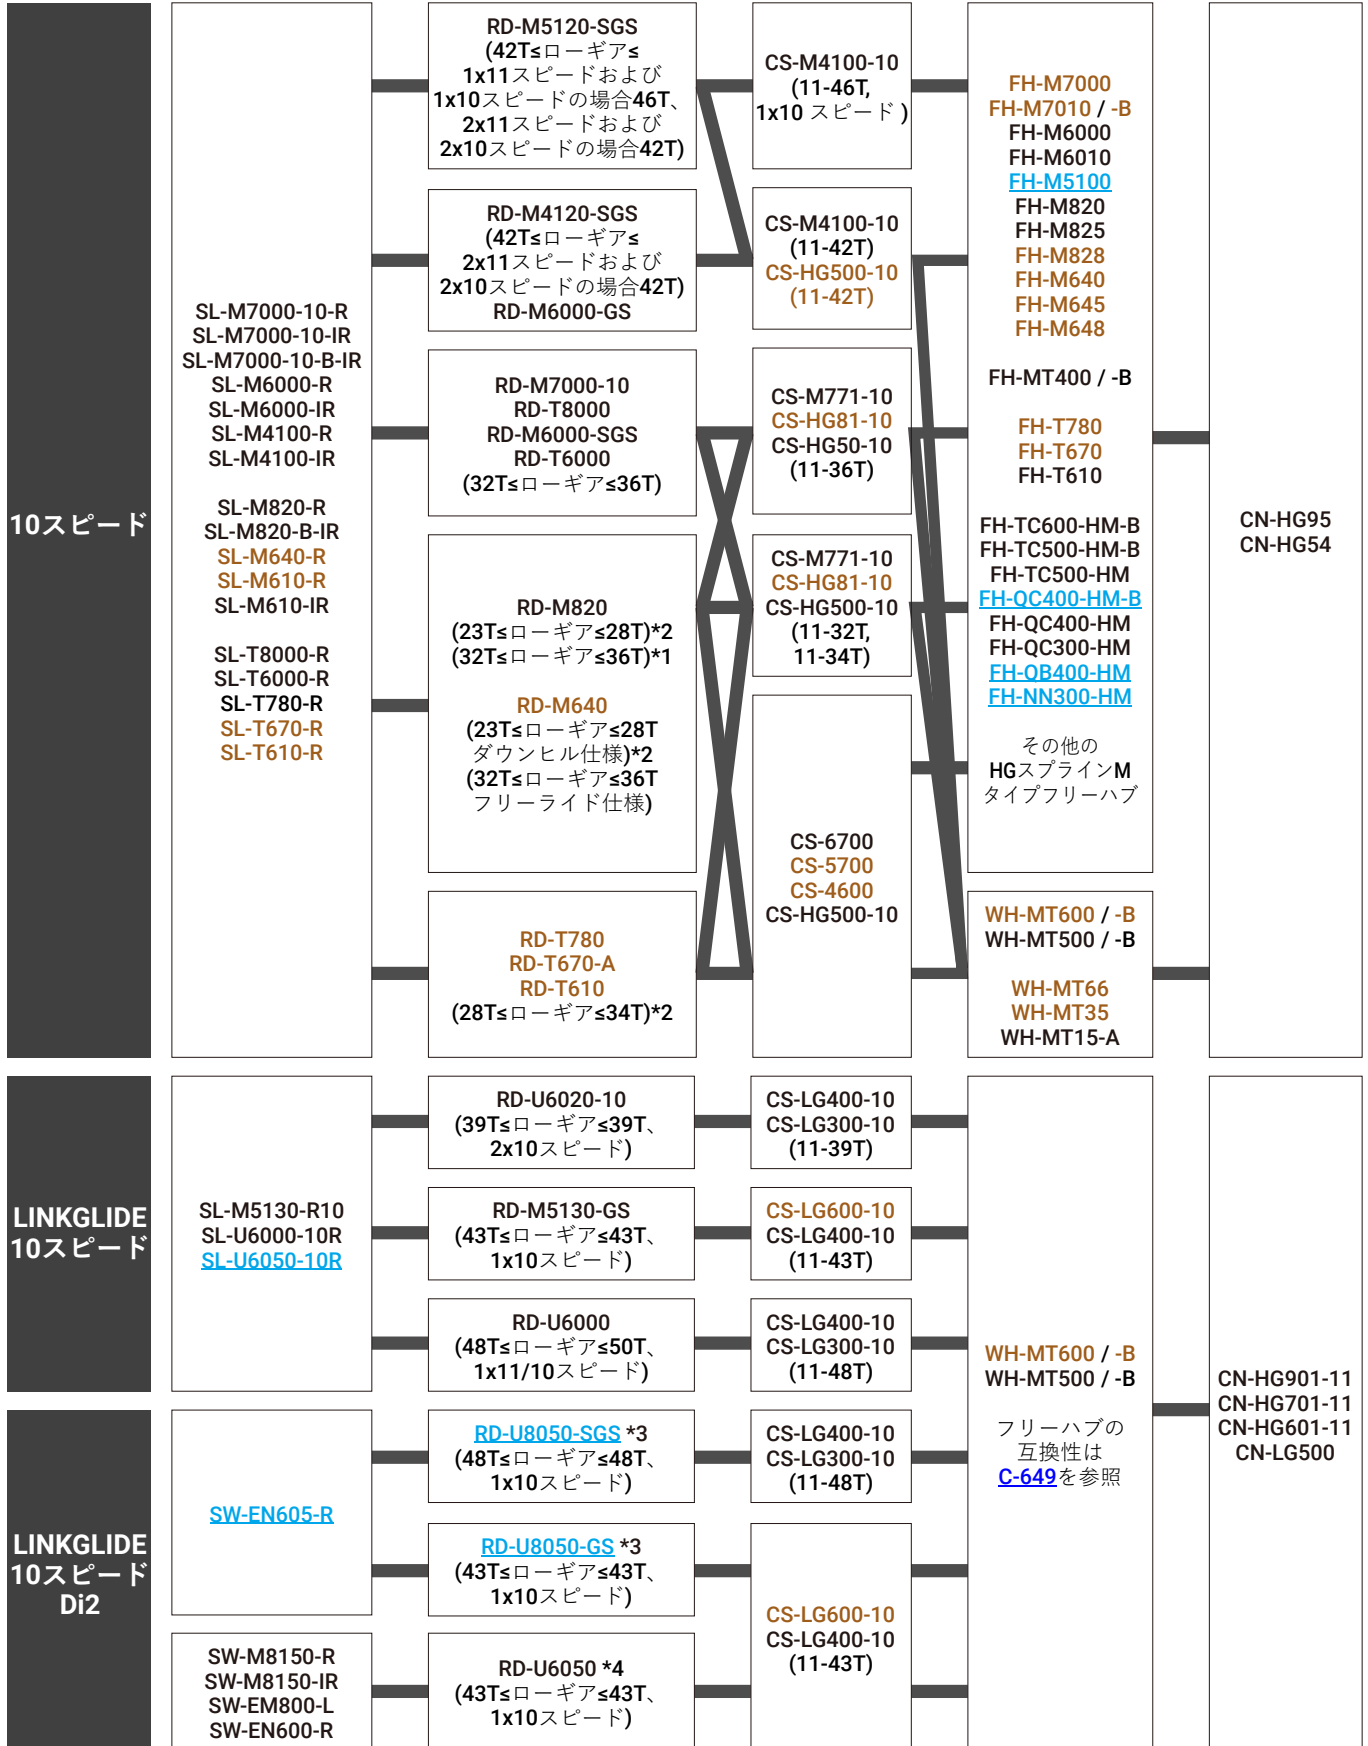 10スピード
SL-M7000-10-R
SL-M7000-10-IR
SL-M7000-10-B-IR
SL-M6000-R
SL-M6000-IR
SL-M4100-R
SL-M4100-IR
SL-M820-R
SL-M820-B-IR
SL-M640-R
SL-M610-R
SL-M610-IR
SL-T8000-R
SL-T6000-R
SL-T780-R
SL-T670-R
SL-T610-R
RD-M5120-SGS
(42T≤ローギア≤
1x11スピードおよび
1x10スピードの場合46T、
2x11スピードおよび
2x10スピードの場合42T)
RD-M4120-SGS
(42T≤ローギア≤
2x11スピードおよび
2x10スピードの場合42T)
RD-M6000-GS
RD-M7000-10
RD-T8000
RD-M6000-SGS
RD-T6000
(32T≤ローギア≤36T)
RD-M820
(23T≤ローギア≤28T)*2
(32T≤ローギア≤36T)*1
RD-M640
(23T≤ローギア≤28T
ダウンヒル仕様)*2
(32T≤ローギア≤36T
フリーライド仕様)
RD-T780
RD-T670-A
RD-T610
(28T≤ローギア≤34T)*2
CS-M4100-10
(11-46T,
1x10 スピード )
CS-M4100-10
(11-42T)
CS-HG500-10
(11-42T)
CS-M771-10
CS-HG81-10
CS-HG50-10
(11-36T)
CS-M771-10
CS-HG81-10
CS-HG500-10
(11-32T,
11-34T)
CS-6700
CS-5700
CS-4600
CS-HG500-10
FH-M7000
FH-M7010 / -B
FH-M6000
FH-M6010
FH-M5100
FH-M820
FH-M825
FH-M828
FH-M640
FH-M645
FH-M648
FH-MT400 / -B
FH-T780
FH-T670
FH-T610
FH-TC600-HM-B
FH-TC500-HM-B
FH-TC500-HM
FH-QC400-HM-B
FH-QC400-HM
FH-QC300-HM
FH-QB400-HM
FH-NN300-HM
その他の
HGスプラインM
タイプフリーハブ
WH-MT600 / -B
WH-MT500 / -B
WH-MT66
WH-MT35
WH-MT15-A
CN-HG95
CN-HG54
LINKGLIDE
10スピード
SL-M5130-R10
SL-U6000-10R
SL-U6050-10R
RD-U6020-10
(39T≤ローギア≤39T、
2x10スピード)
RD-M5130-GS
(43T≤ローギア≤43T、
1x10スピード)
RD-U6000
(48T≤ローギア≤50T、
1x11/10スピード)
CS-LG400-10
CS-LG300-10
(11-39T)
CS-LG600-10
CS-LG400-10
(11-43T)
CS-LG400-10
CS-LG300-10
(11-48T)
LINKGLIDE
10スピード
Di2
SW-EN605-R
SW-M8150-R
SW-M8150-IR
SW-EM800-L
SW-EN600-R
RD-U8050-SGS *3
(48T≤ローギア≤48T、
1x10スピード)
RD-U8050-GS *3
(43T≤ローギア≤43T、
1x10スピード)
RD-U6050 *4
(43T≤ローギア≤43T、
1x10スピード)
CS-LG400-10
CS-LG300-10
(11-48T)
CS-LG600-10
CS-LG400-10
(11-43T)
WH-MT600 / -B
WH-MT500 / -B
フリーハブの
互換性は
C-649を参照
CN-HG901-11
CN-HG701-11
CN-HG601-11
CN-LG500